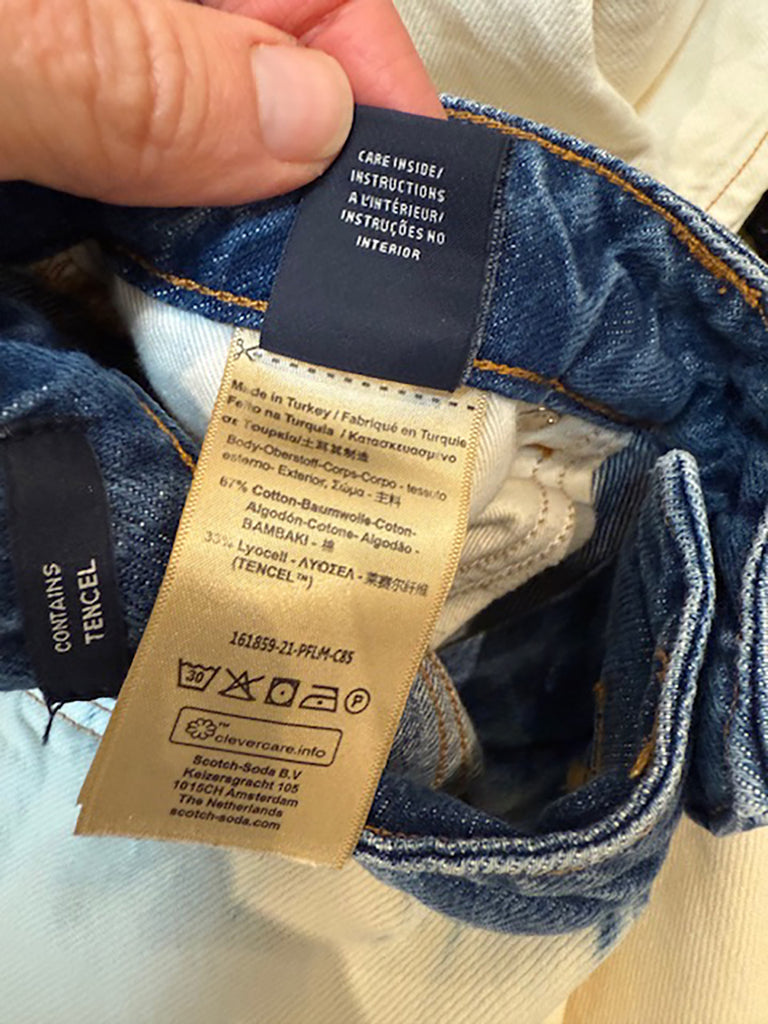 CARE INSIDE/
INSTRUCTIONS
A L'INTÉRIEUR/
INSTRUÇÕES NO
INTERIOR
Made in Turkey / Fabriqué en Turquie
Feito na Turquia / Κατασκευασμένο
σε Τουρκία/土耳其制造
Body-Oberstoff-Corps-Corpo - tessuto
esterno- Exterior, Σώμα - 主料
67% Cotton-Baumwolle-Coton-
Algodón-Cotone- Algodão -
BAMBAKI - 棉
33% Lyocell - ΛΥΟΣΕΛ - 莱赛尔纤维
(TENCEL™)
161859-21-PFLM-C85
30 P
™
clevercare.info
Scotch-Soda B.V
Keizersgracht 105
1015CH Amsterdam
The Netherlands
scotch-soda.com
CONTAINS
TENCEL